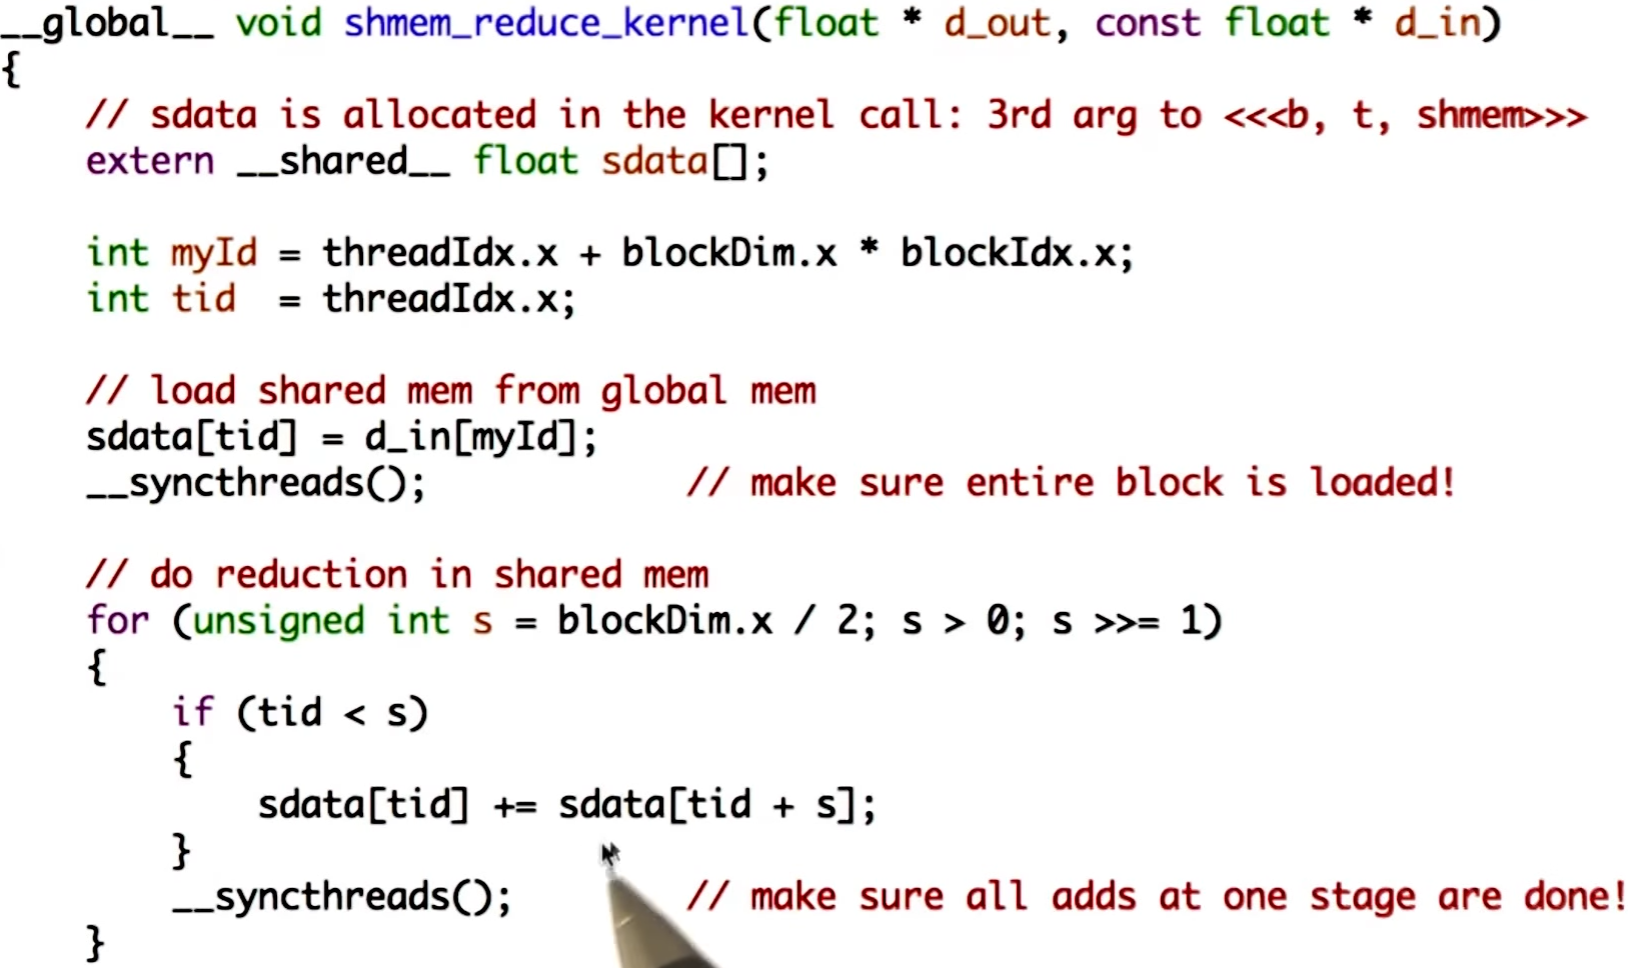 __global__ void shmem_reduce_kernel(float * d_out, const float * d_in)
{
    // sdata is allocated in the kernel call: 3rd arg to <<<b, t, shmem>>>
    extern __shared__ float sdata[];

    int myId = threadIdx.x + blockDim.x * blockIdx.x;
    int tid  = threadIdx.x;

    // load shared mem from global mem
    sdata[tid] = d_in[myId];
    __syncthreads();            // make sure entire block is loaded!

    // do reduction in shared mem
    for (unsigned int s = blockDim.x / 2; s > 0; s >>= 1)
    {
        if (tid < s)
        {
            sdata[tid] += sdata[tid + s];
        }
        __syncthreads();        // make sure all adds at one stage are done!
    }